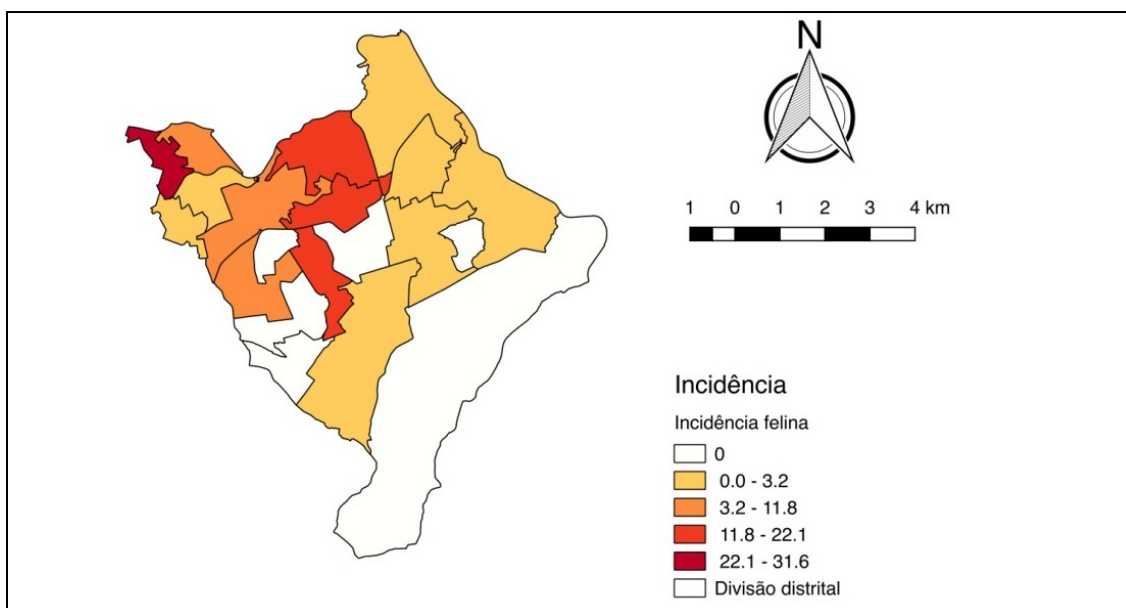 N
1 0 1 2 3 4 km
Incidência
Incidência felina
0
0.0 - 3.2
3.2 - 11.8
11.8 - 22.1
22.1 - 31.6
Divisão distrital